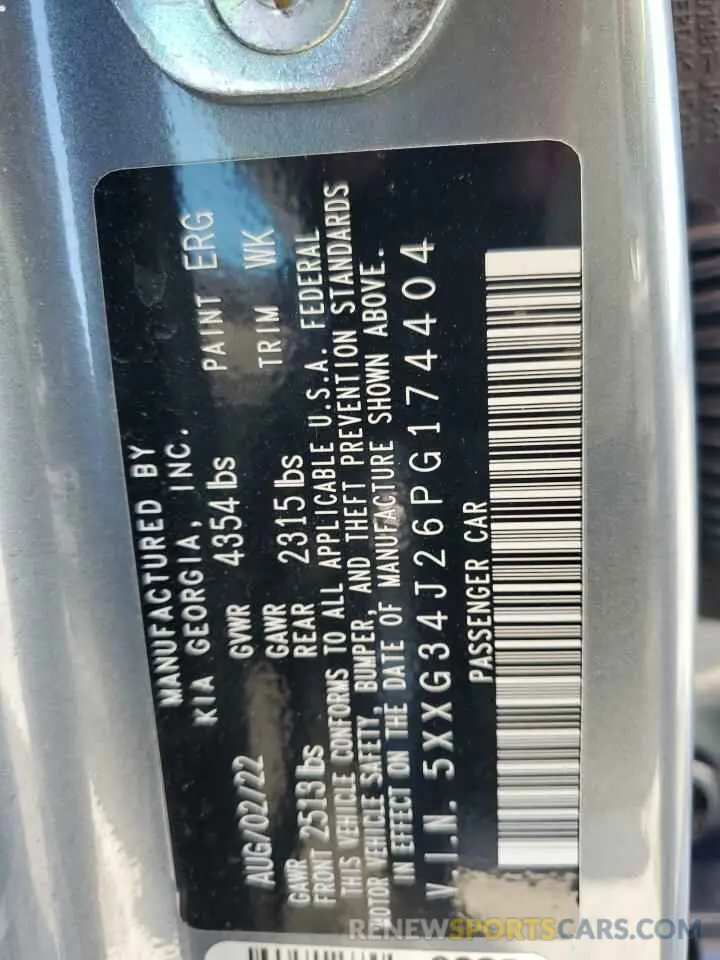 MANUFACTURED BY
KIA GEORGIA, INC.
AUG/02/22 GVWR 4354 lbs PAINT ERG
GAWR FRONT 2513 lbs GAWR REAR 2315 lbs TRIM WK
THIS VEHICLE CONFORMS TO ALL APPLICABLE U.S.A. FEDERAL
MOTOR VEHICLE SAFETY, BUMPER, AND THEFT PREVENTION STANDARDS
IN EFFECT ON THE DATE OF MANUFACTURE SHOWN ABOVE.
V.I.N. 5XXG34J26PG174404
PASSENGER CAR
RENEWSPORTSCARS.COM